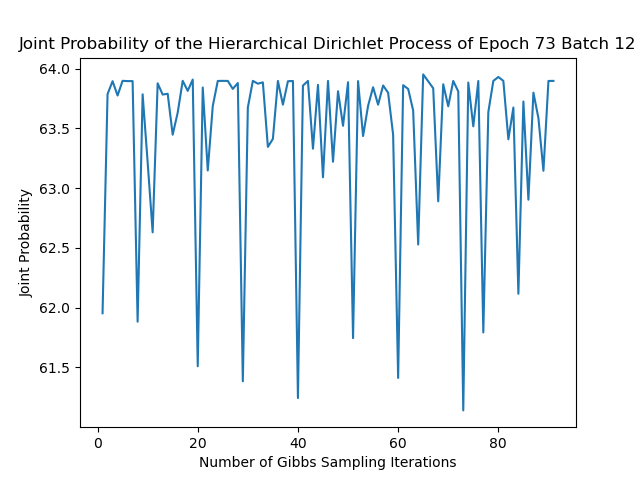 Joint Probability of the Hierarchical Dirichlet Process of Epoch 73 Batch 12
64.0
63.5
63.0
62.5
62.0
61.5
Joint Probability
0 20 40 60 80
Number of Gibbs Sampling Iterations